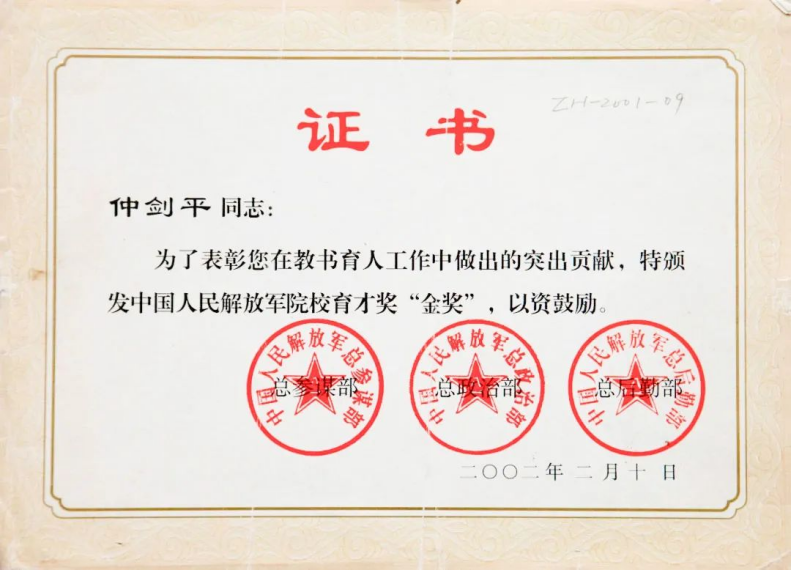 ZH-2001-09
证书
仲剑平 同志：
为了表彰您在教书育人工作中做出的突出贡献，特颁
发中国人民解放军院校育才奖“金奖”，以资鼓励。
中国人民解放军总参谋部
总参谋部
中国人民解放军总政治部
总政治部
中国人民解放军总后勤部
总后勤部
二〇〇二年二月十日